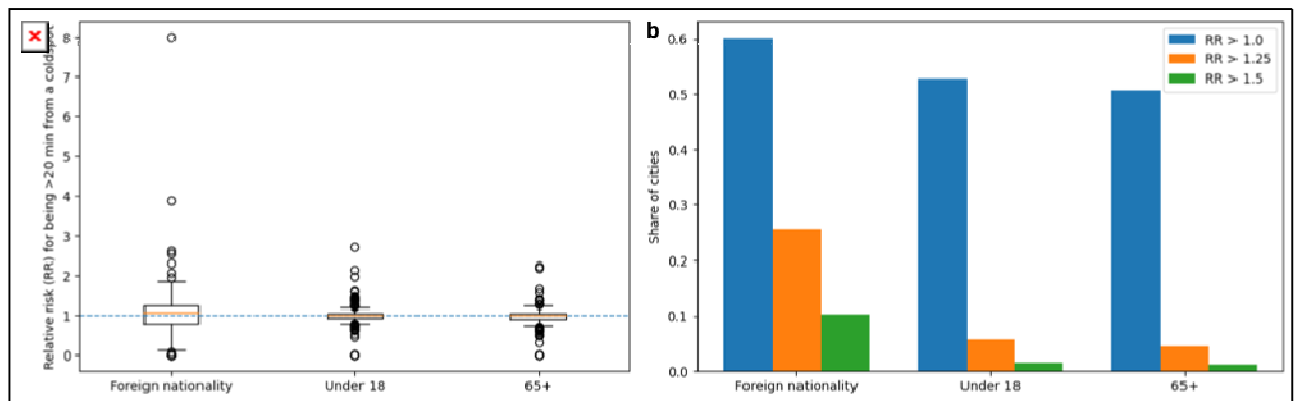 Relative risk (RR) for being >20 min from a coldspot
8
7
6
5
4
3
2
1
0
Foreign nationality Under 18 65+
b
Share of cities
0.6
0.5
0.4
0.3
0.2
0.1
0.0
RR > 1.0
RR > 1.25
RR > 1.5
Foreign nationality Under 18 65+